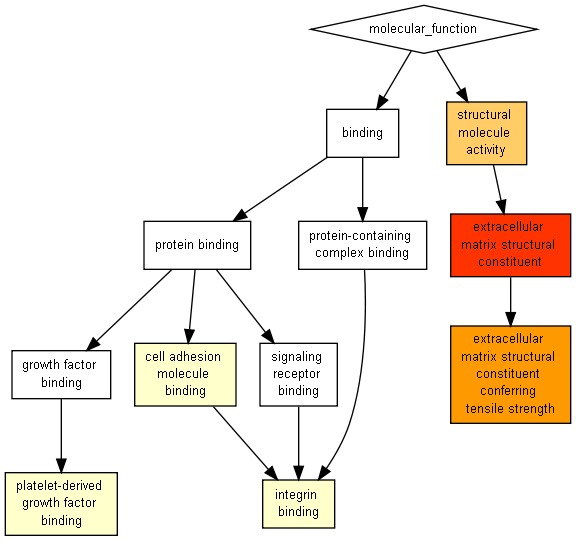 molecular_function
binding
structural
molecule
activity
protein binding
protein-containing
complex binding
extracellular
matrix structural
constituent
growth factor
binding
cell adhesion
molecule
binding
signaling
receptor
binding
extracellular
matrix structural
constituent
conferring
tensile strength
platelet-derived
growth factor
binding
integrin
binding